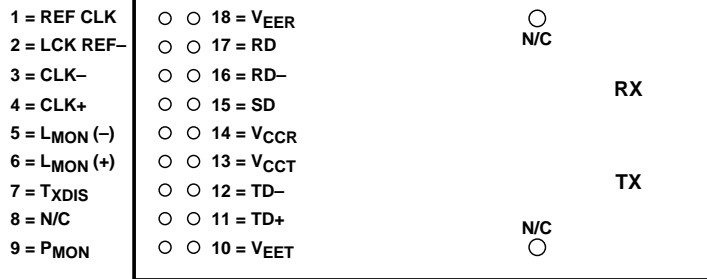 1 = REF CLK
2 = LCK REF–
3 = CLK–
4 = CLK+
5 = LMON (–)
6 = LMON (+)
7 = TXDIS
8 = N/C
9 = PMON
18 = VEER
17 = RD
16 = RD–
15 = SD
14 = VCCR
13 = VCCT
12 = TD–
11 = TD+
10 = VEET
N/C
RX
TX
N/C